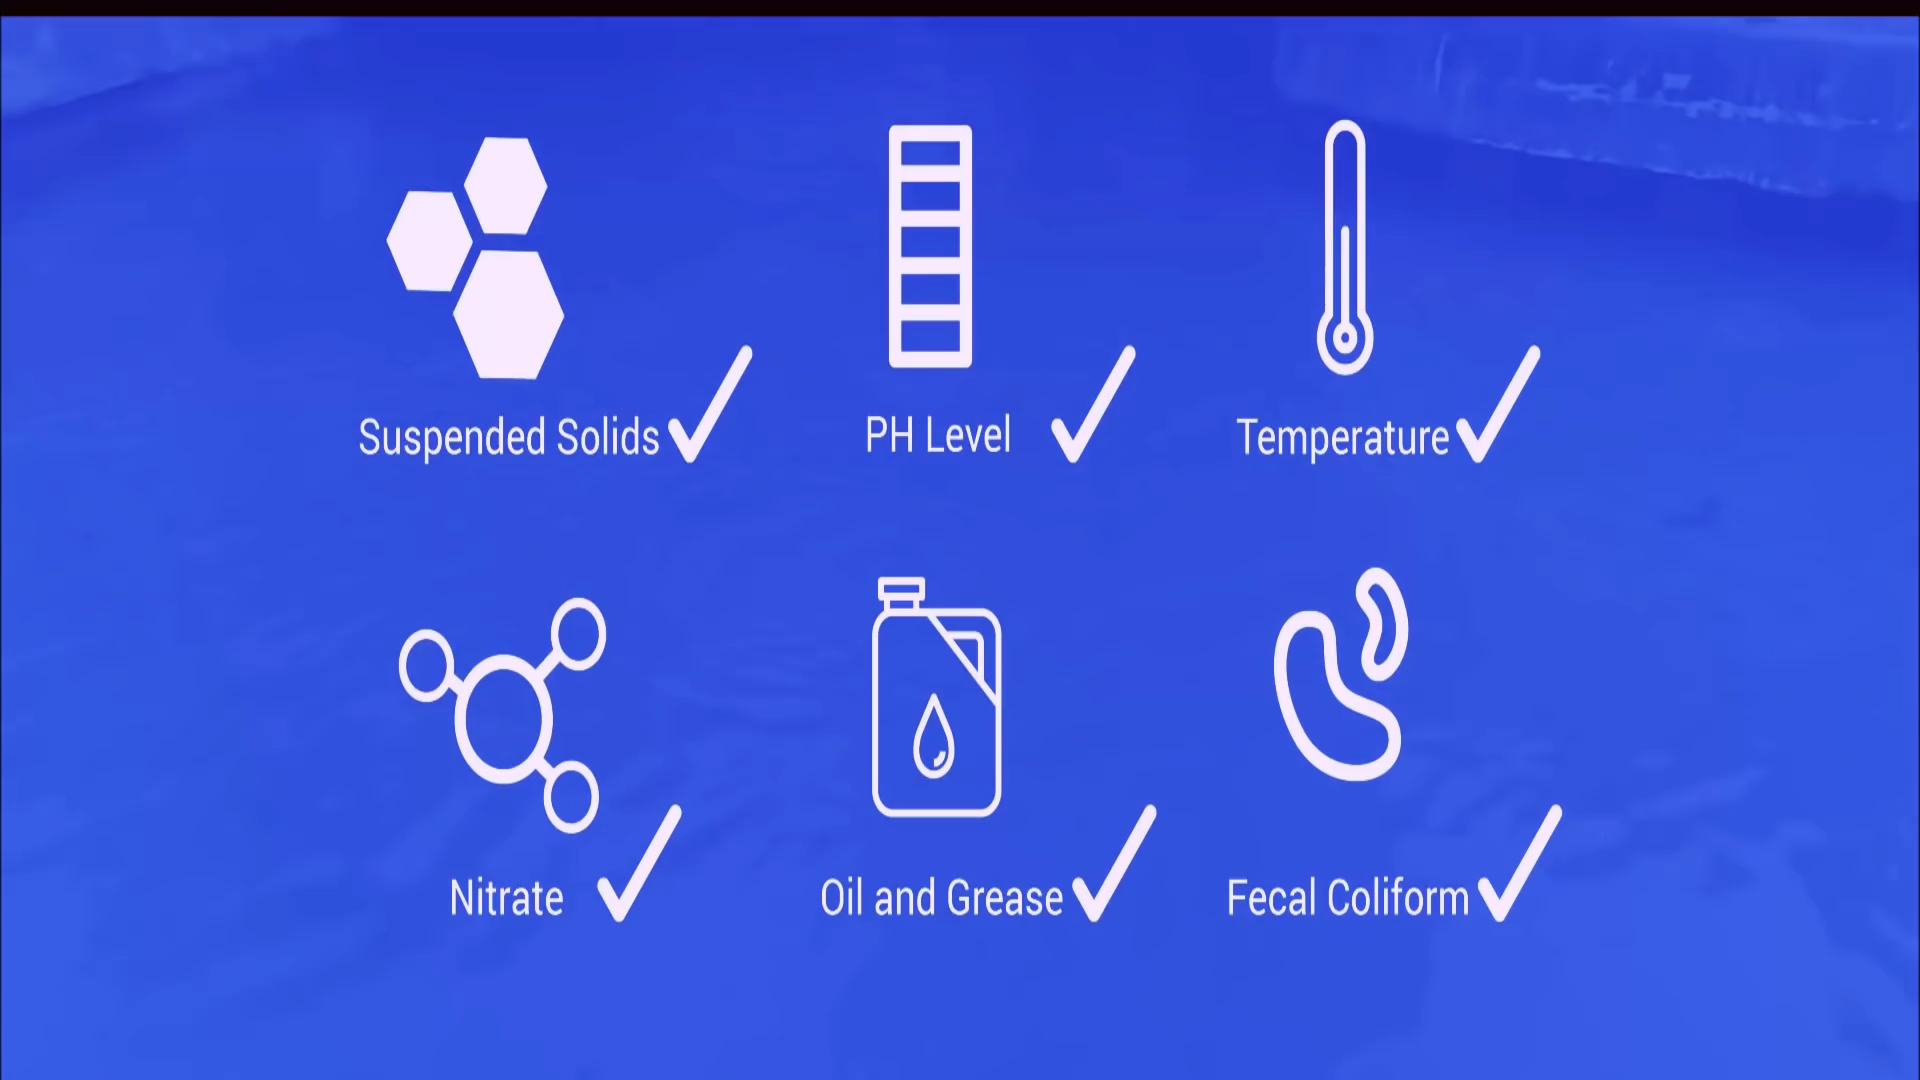 Suspended Solids
PH Level
Temperature
Nitrate
Oil and Grease
Fecal Coliform